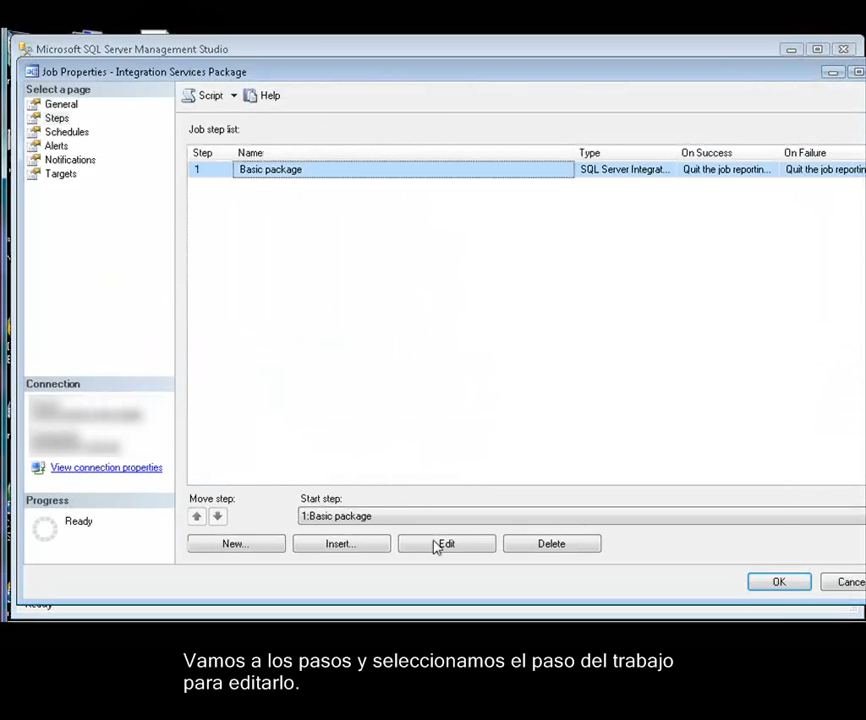 Microsoft SQL Server Management Studio
Job Properties - Integration Services Package
Select a page
General
Steps
Schedules
Alerts
Notifications
Targets
Script
Help
Job step list:
Step Name Type On Success On Failure
1 Basic package SQL Server Integrat... Quit the job reportin... Quit the job reportin
Connection
View connection properties
Progress
Ready
Move step:
Start step:
1:Basic package
New... Insert... Edit Delete
OK Cance
Ready
Vamos a los pasos y seleccionamos el paso del trabajo
para editarlo.